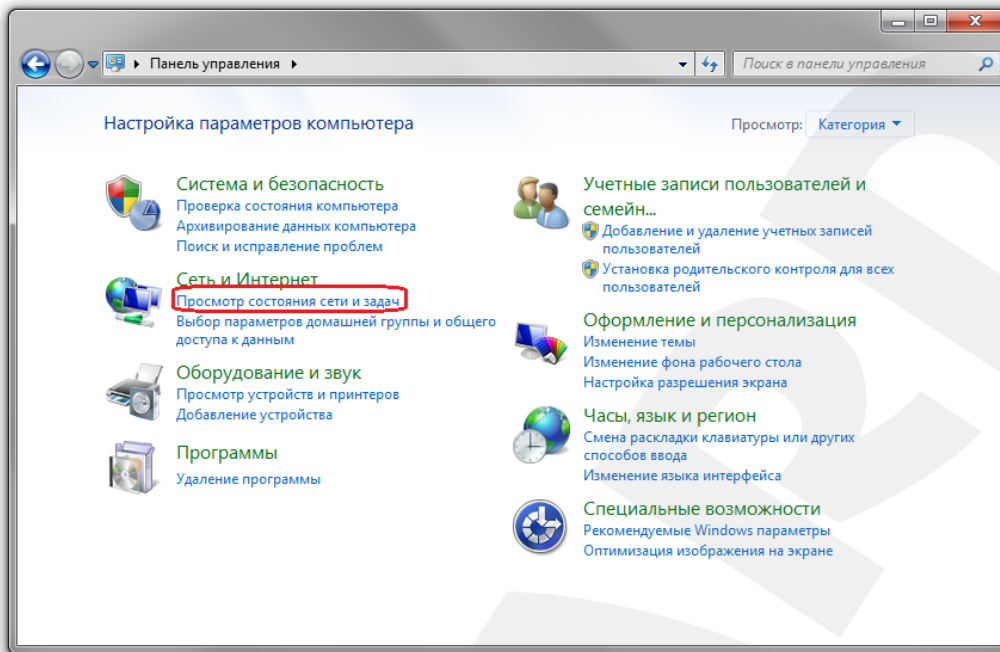 Панель управления
Поиск в панели управления
Настройка параметров компьютера
Просмотр: Категория
Система и безопасность
Проверка состояния компьютера
Архивирование данных компьютера
Поиск и исправление проблем
Сеть и Интернет
Просмотр состояния сети и задач
Выбор параметров домашней группы и общего
доступа к данным
Оборудование и звук
Просмотр устройств и принтеров
Добавление устройства
Программы
Удаление программы
Учетные записи пользователей и
семейн...
Добавление и удаление учетных записей
пользователей
Установка родительского контроля для всех
пользователей
Оформление и персонализация
Изменение темы
Изменение фона рабочего стола
Настройка разрешения экрана
Часы, язык и регион
Смена раскладки клавиатуры или других
способов ввода
Изменение языка интерфейса
Специальные возможности
Рекомендуемые Windows параметры
Оптимизация изображения на экране